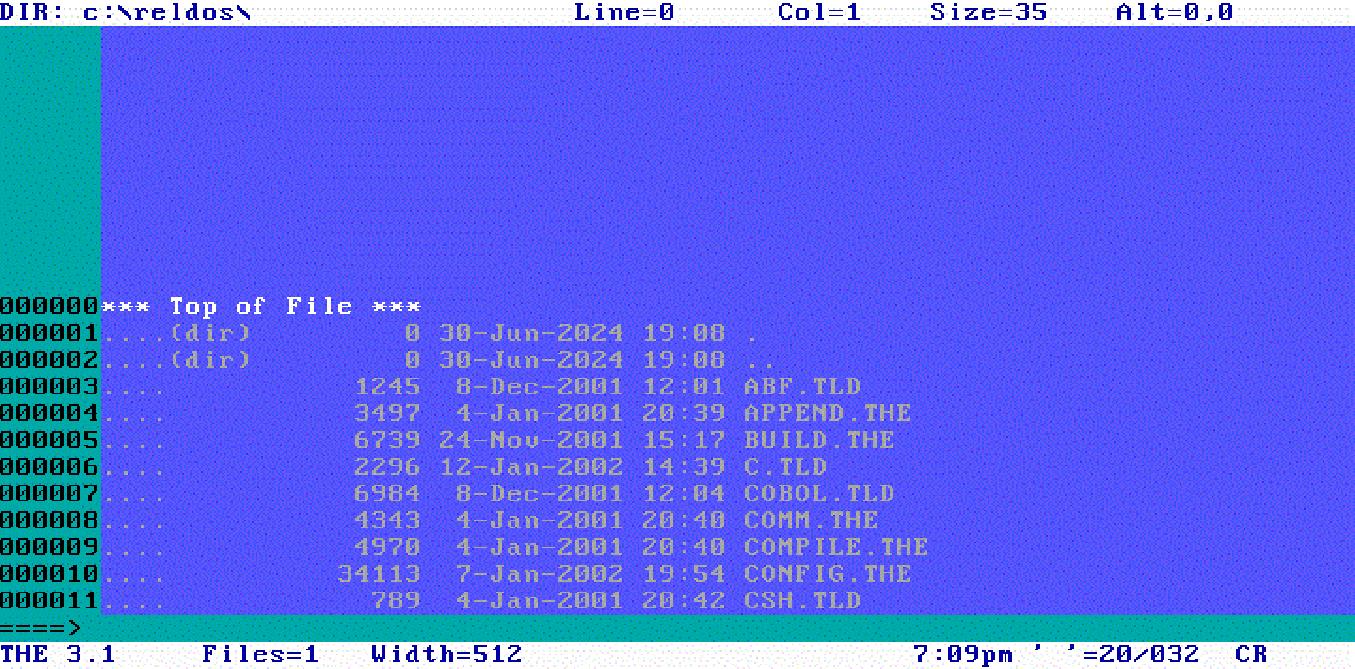 DIR: c:\reldos\ Line=0 Col=1 Size=35 Alt=0,0
000000*** Top of File ***
000001....(dir) 0 30-Jun-2024 19:08 .
000002....(dir) 0 30-Jun-2024 19:08 ..
000003.... 1245 8-Dec-2001 12:01 ABF.TLD
000004.... 3497 4-Jan-2001 20:39 APPEND.THE
000005.... 6739 24-Nov-2001 15:17 BUILD.THE
000006.... 2296 12-Jan-2002 14:39 C.TLD
000007.... 6984 8-Dec-2001 12:04 COBOL.TLD
000008.... 4343 4-Jan-2001 20:40 COMM.THE
000009.... 4970 4-Jan-2001 20:40 COMPILE.THE
000010.... 34113 7-Jan-2002 19:54 CONFIG.THE
000011.... 789 4-Jan-2001 20:42 CSH.TLD
====>
THE 3.1 Files=1 Width=512 7:09pm ' '=20/032 CR